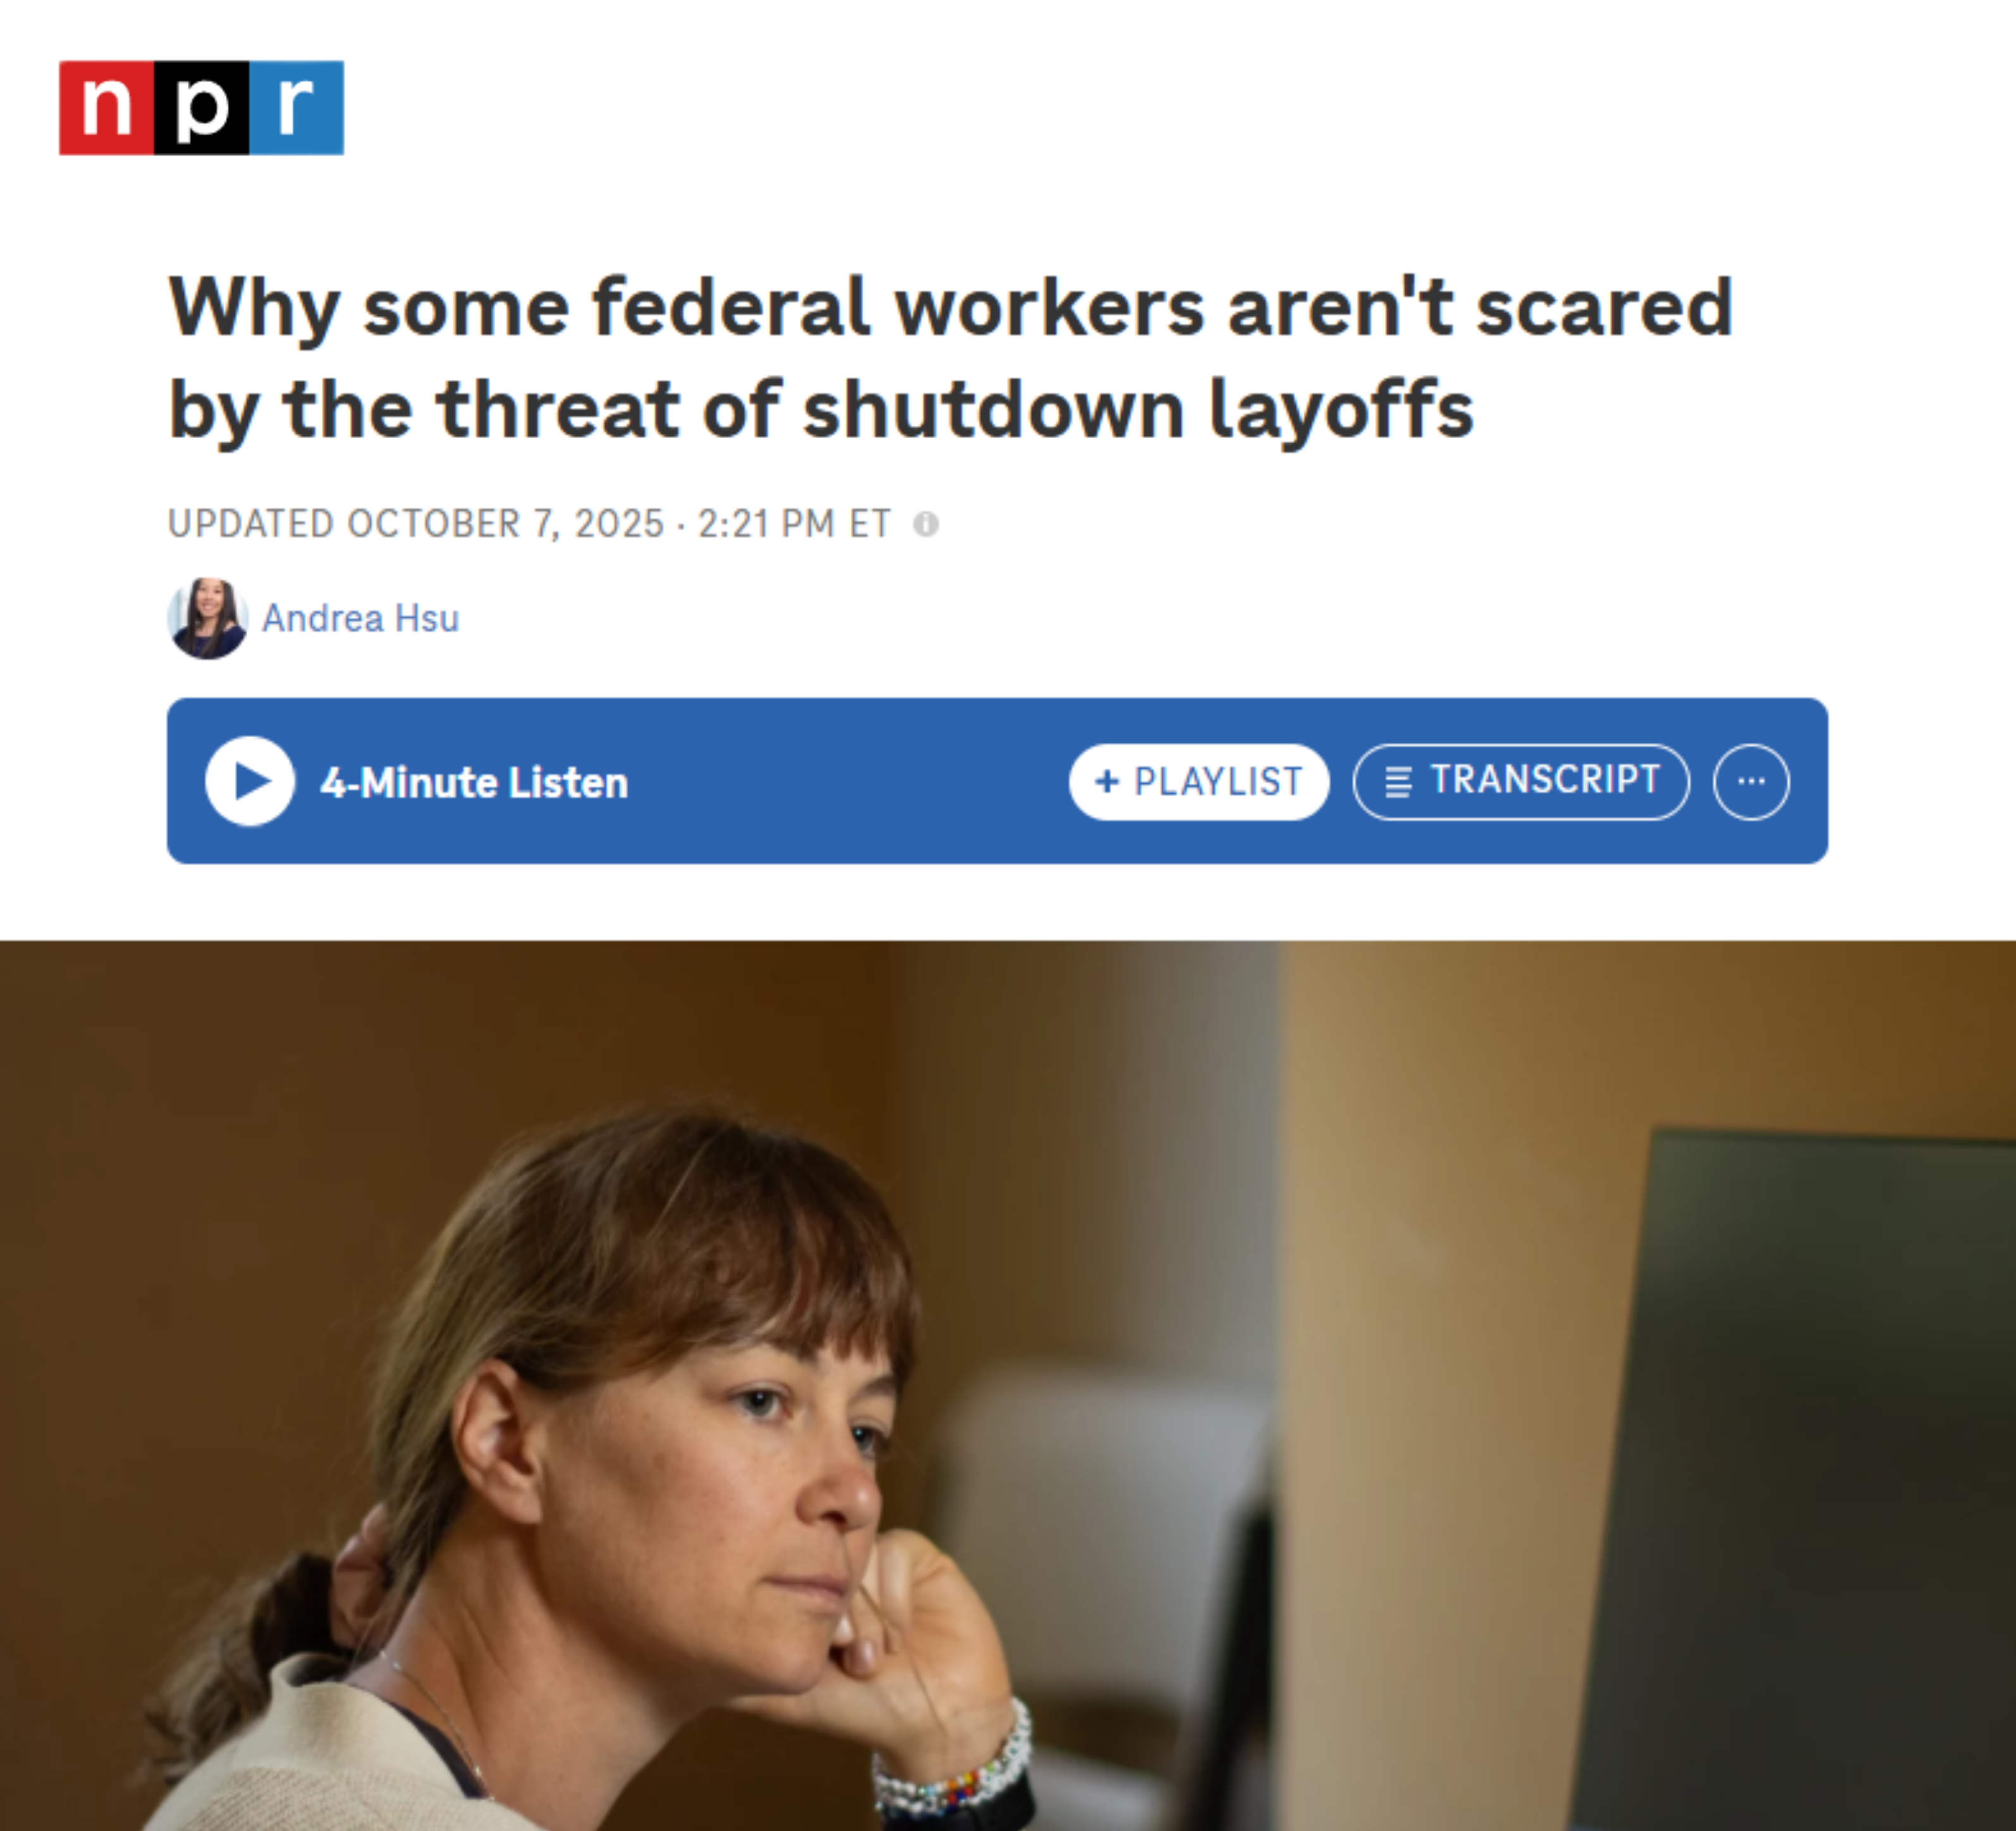 npr
Why some federal workers aren't scared
by the threat of shutdown layoffs
UPDATED OCTOBER 7, 2025 · 2:21 PM ET
Andrea Hsu
4-Minute Listen
+ PLAYLIST
TRANSCRIPT